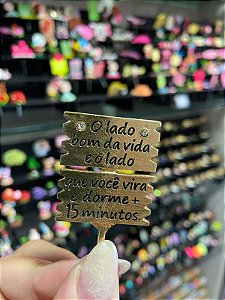 O lado
bom da vida
é o lado
que você vira
e dorme +
15 minutos.